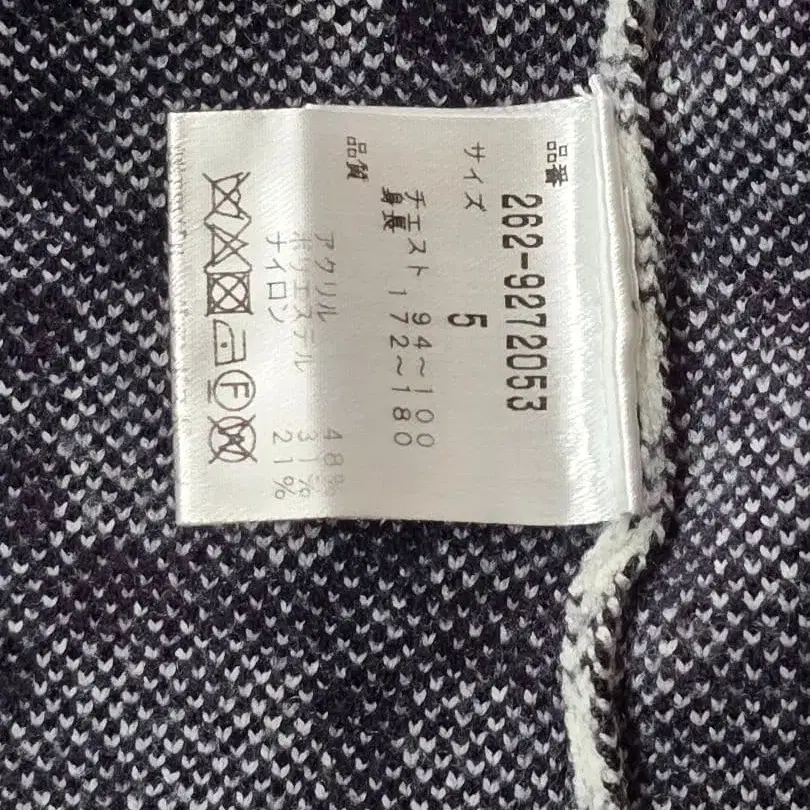 品番
262-9272053
サイズ
5
チェスト 94～100
身長 172～180
品質
アクリル 48%
ポリエステル 31%
ナイロン 21%
F
W